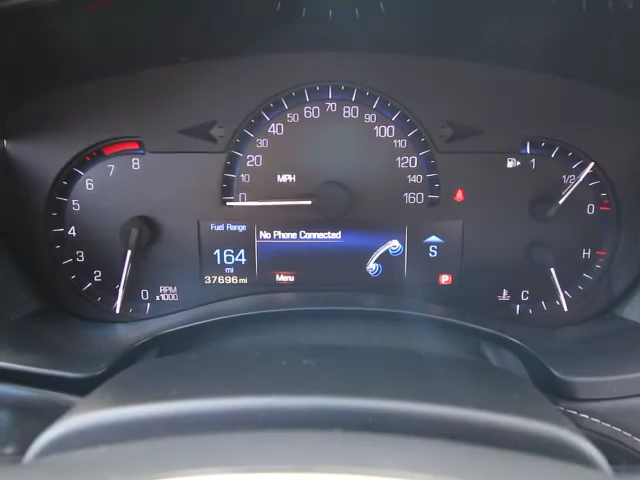 0
10
20
30
40
50
60
70
80
90
100
110
120
140
160
MPH
0
2
3
4
5
6
7
8
RPM
x1000
Fuel Range
164
mi
37696 mi
No Phone Connected
Menu
S
P
1
1/2
0
H
C